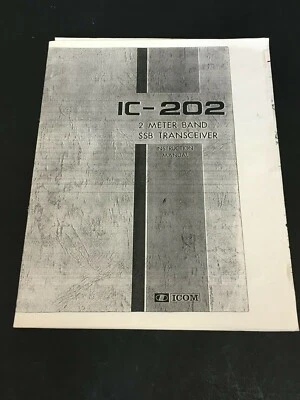 IC-202
2 METER BAND
SSB TRANSCEIVER
INSTRUCTION
MANUAL
ICOM